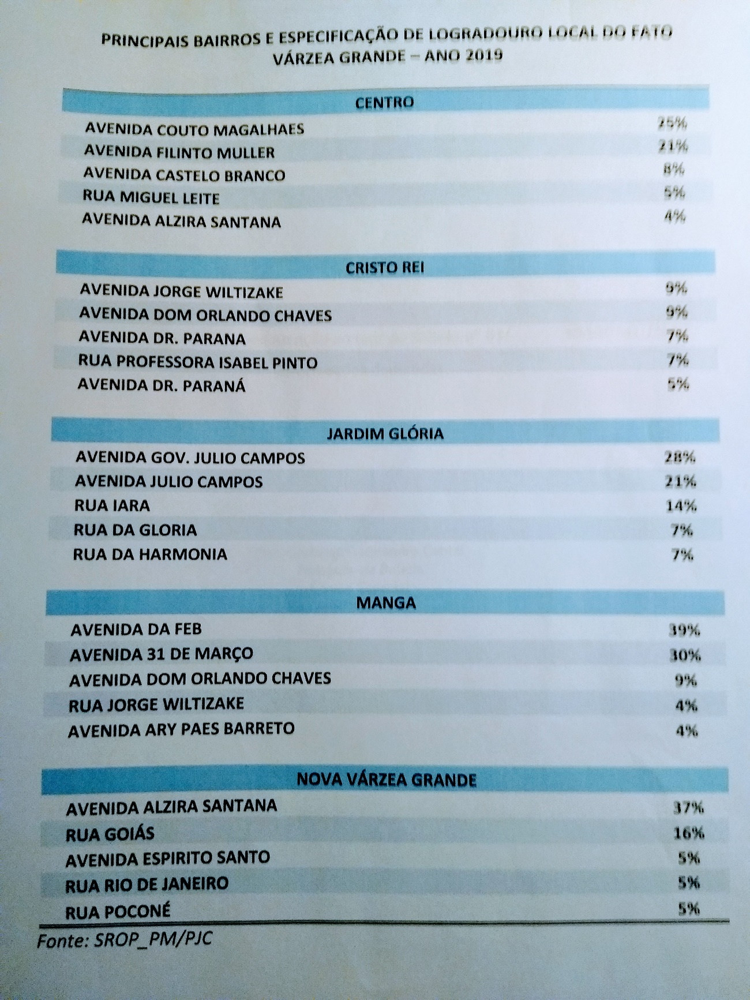 PRINCIPAIS BAIRROS E ESPECIFICAÇÃO DE LOGRADOURO LOCAL DO FATO
VÁRZEA GRANDE – ANO 2019
CENTRO
AVENIDA COUTO MAGALHAES 25%
AVENIDA FILINTO MULLER 21%
AVENIDA CASTELO BRANCO 8%
RUA MIGUEL LEITE 5%
AVENIDA ALZIRA SANTANA 4%
CRISTO REI
AVENIDA JORGE WILTIZAKE 9%
AVENIDA DOM ORLANDO CHAVES 9%
AVENIDA DR. PARANA 7%
RUA PROFESSORA ISABEL PINTO 7%
AVENIDA DR. PARANÁ 5%
JARDIM GLÓRIA
AVENIDA GOV. JULIO CAMPOS 28%
AVENIDA JULIO CAMPOS 21%
RUA IARA 14%
RUA DA GLORIA 7%
RUA DA HARMONIA 7%
MANGA
AVENIDA DA FEB 39%
AVENIDA 31 DE MARÇO 30%
AVENIDA DOM ORLANDO CHAVES 9%
RUA JORGE WILTIZAKE 4%
AVENIDA ARY PAES BARRETO 4%
NOVA VÁRZEA GRANDE
AVENIDA ALZIRA SANTANA 37%
RUA GOIÁS 16%
AVENIDA ESPIRITO SANTO 5%
RUA RIO DE JANEIRO 5%
RUA POCONÉ 5%
Fonte: SROP_PM/PJC